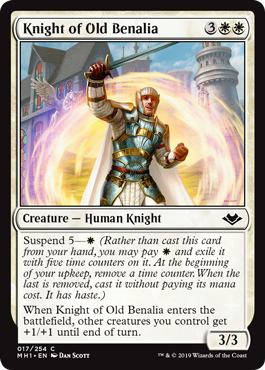 Knight of Old Benalia 3
Creature — Human Knight
Suspend 5— (Rather than cast this card
from your hand, you may pay and exile it
with five time counters on it. At the beginning
of your upkeep, remove a time counter. When the
last is removed, cast it without paying its mana
cost. It has haste.)
When Knight of Old Benalia enters the
battlefield, other creatures you control get
+1/+1 until end of turn.
3/3
017/254 C
MH1 • EN DAN SCOTT
™ & © 2019 Wizards of the Coast